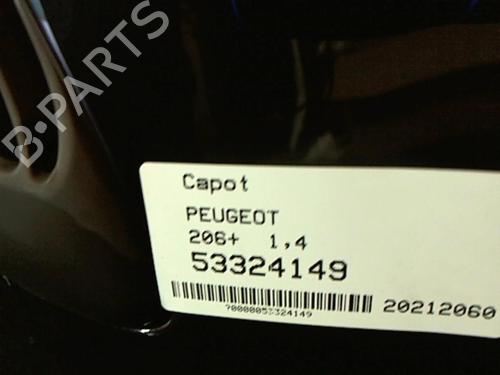 B-PARTS
Capot
PEUGEOT
206+ 1,4
53324149
20212060
70000053324149